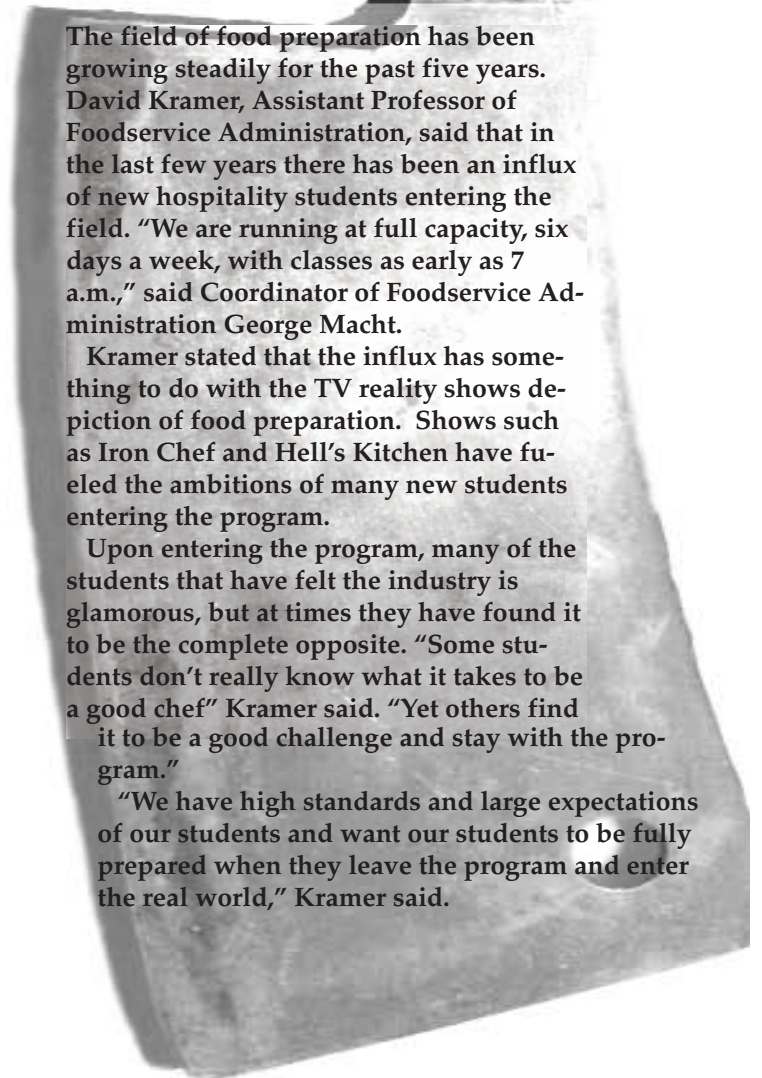 The field of food preparation has been
growing steadily for the past five years.
David Kramer, Assistant Professor of
Foodservice Administration, said that in
the last few years there has been an influx
of new hospitality students entering the
field. “We are running at full capacity, six
days a week, with classes as early as 7
a.m.,” said Coordinator of Foodservice Ad-
ministration George Macht.
Kramer stated that the influx has some-
thing to do with the TV reality shows de-
piction of food preparation.  Shows such
as Iron Chef and Hell’s Kitchen have fu-
eled the ambitions of many new students
entering the program.
Upon entering the program, many of the
students that have felt the industry is
glamorous, but at times they have found it
to be the complete opposite. “Some stu-
dents don’t really know what it takes to be
a good chef” Kramer said. “Yet others find
it to be a good challenge and stay with the pro-
gram.”
“We have high standards and large expectations
of our students and want our students to be fully
prepared when they leave the program and enter
the real world,” Kramer said.